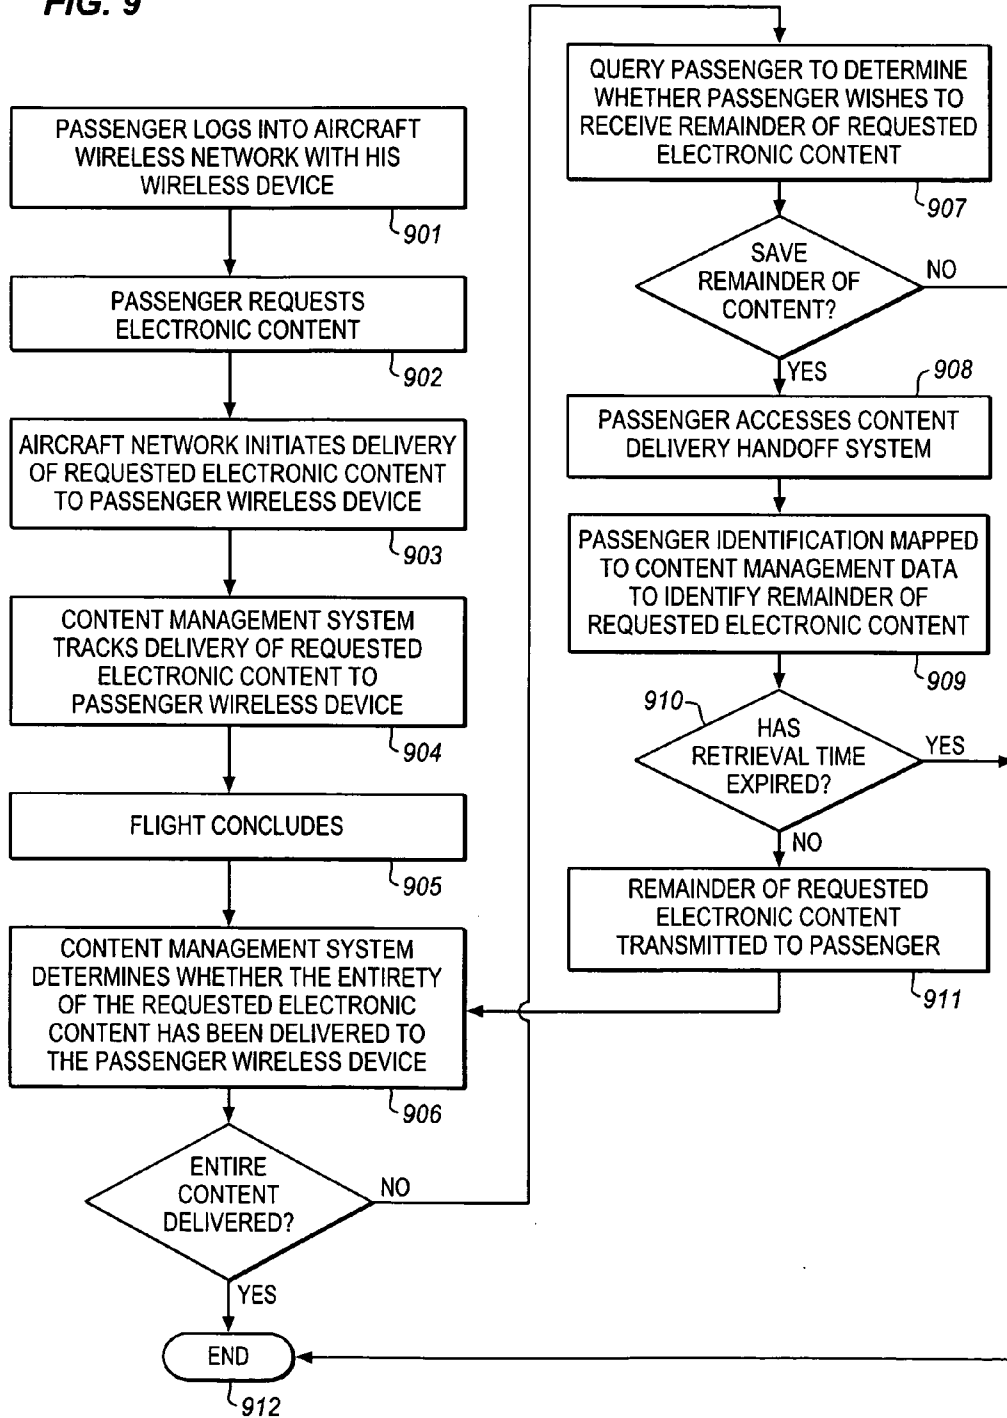 FIG. 9
PASSENGER LOGS INTO AIRCRAFT
WIRELESS NETWORK WITH HIS
WIRELESS DEVICE
901
PASSENGER REQUESTS
ELECTRONIC CONTENT
902
AIRCRAFT NETWORK INITIATES DELIVERY
OF REQUESTED ELECTRONIC CONTENT
TO PASSENGER WIRELESS DEVICE
903
CONTENT MANAGEMENT SYSTEM
TRACKS DELIVERY OF REQUESTED
ELECTRONIC CONTENT TO
PASSENGER WIRELESS DEVICE
904
FLIGHT CONCLUDES
905
CONTENT MANAGEMENT SYSTEM
DETERMINES WHETHER THE ENTIRETY
OF THE REQUESTED ELECTRONIC
CONTENT HAS BEEN DELIVERED TO
THE PASSENGER WIRELESS DEVICE
906
ENTIRE
CONTENT
DELIVERED?
NO
YES
END
912
QUERY PASSENGER TO DETERMINE
WHETHER PASSENGER WISHES TO
RECEIVE REMAINDER OF REQUESTED
ELECTRONIC CONTENT
907
SAVE
REMAINDER OF
CONTENT?
NO
YES
908
PASSENGER ACCESSES CONTENT
DELIVERY HANDOFF SYSTEM
PASSENGER IDENTIFICATION MAPPED
TO CONTENT MANAGEMENT DATA
TO IDENTIFY REMAINDER OF
REQUESTED ELECTRONIC CONTENT
909
910
HAS
RETRIEVAL TIME
EXPIRED?
YES
NO
REMAINDER OF REQUESTED
ELECTRONIC CONTENT
TRANSMITTED TO PASSENGER
911